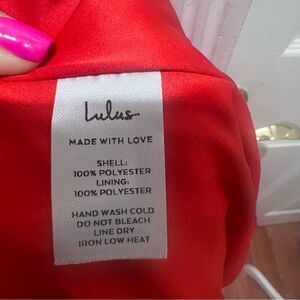 Lulus
MADE WITH LOVE
SHELL:
100% POLYESTER
LINING:
100% POLYESTER
HAND WASH COLD
DO NOT BLEACH
LINE DRY
IRON LOW HEAT